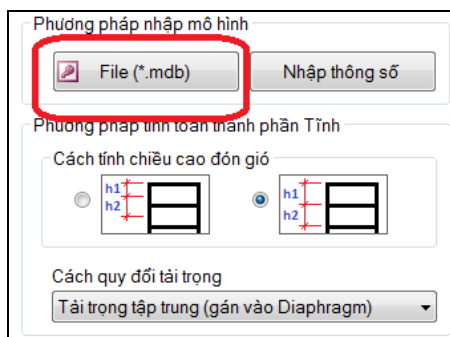 Phương pháp nhập mô hình
File (*.mdb)
Nhập thông số
Phương pháp tính toán thành phần Tĩnh
Cách tính chiều cao đón gió
h1
h2
h1
h2
Cách quy đổi tải trọng
Tải trọng tập trung (gán vào Diaphragm)